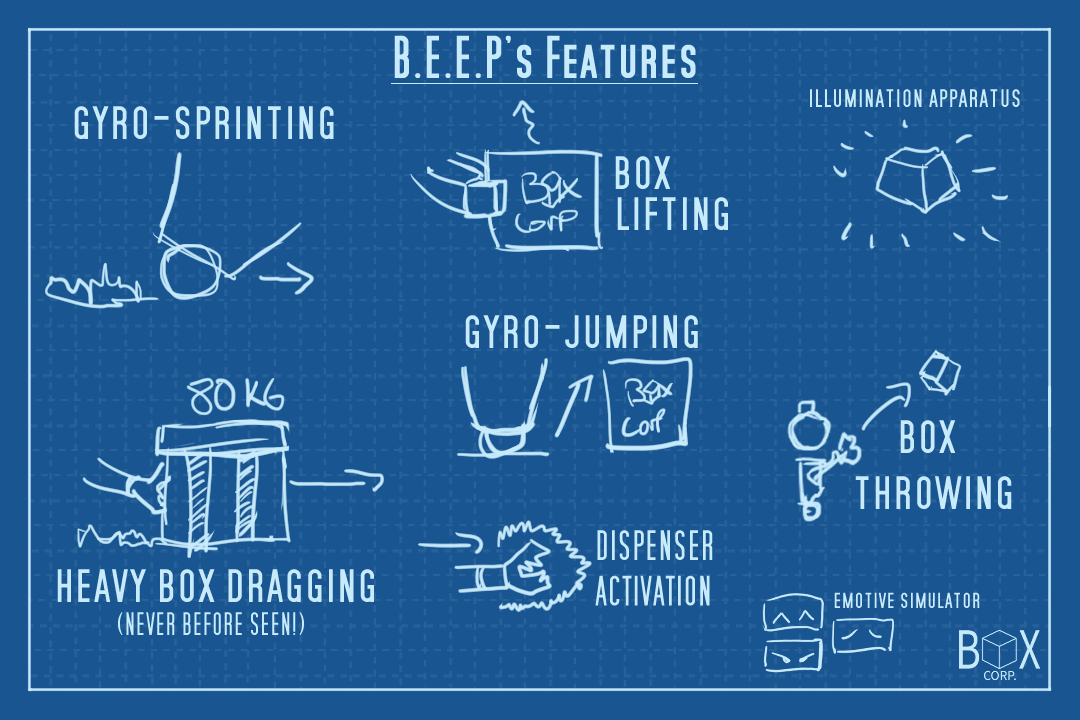 B.E.E.P's Features
GYRO-SPRINTING
BOX
CORP
BOX
LIFTING
ILLUMINATION APPARATUS
80 KG
HEAVY BOX DRAGGING
(NEVER BEFORE SEEN!)
GYRO-JUMPING
BOX
CORP
DISPENSER
ACTIVATION
BOX
THROWING
EMOTIVE SIMULATOR
BOX
CORP.